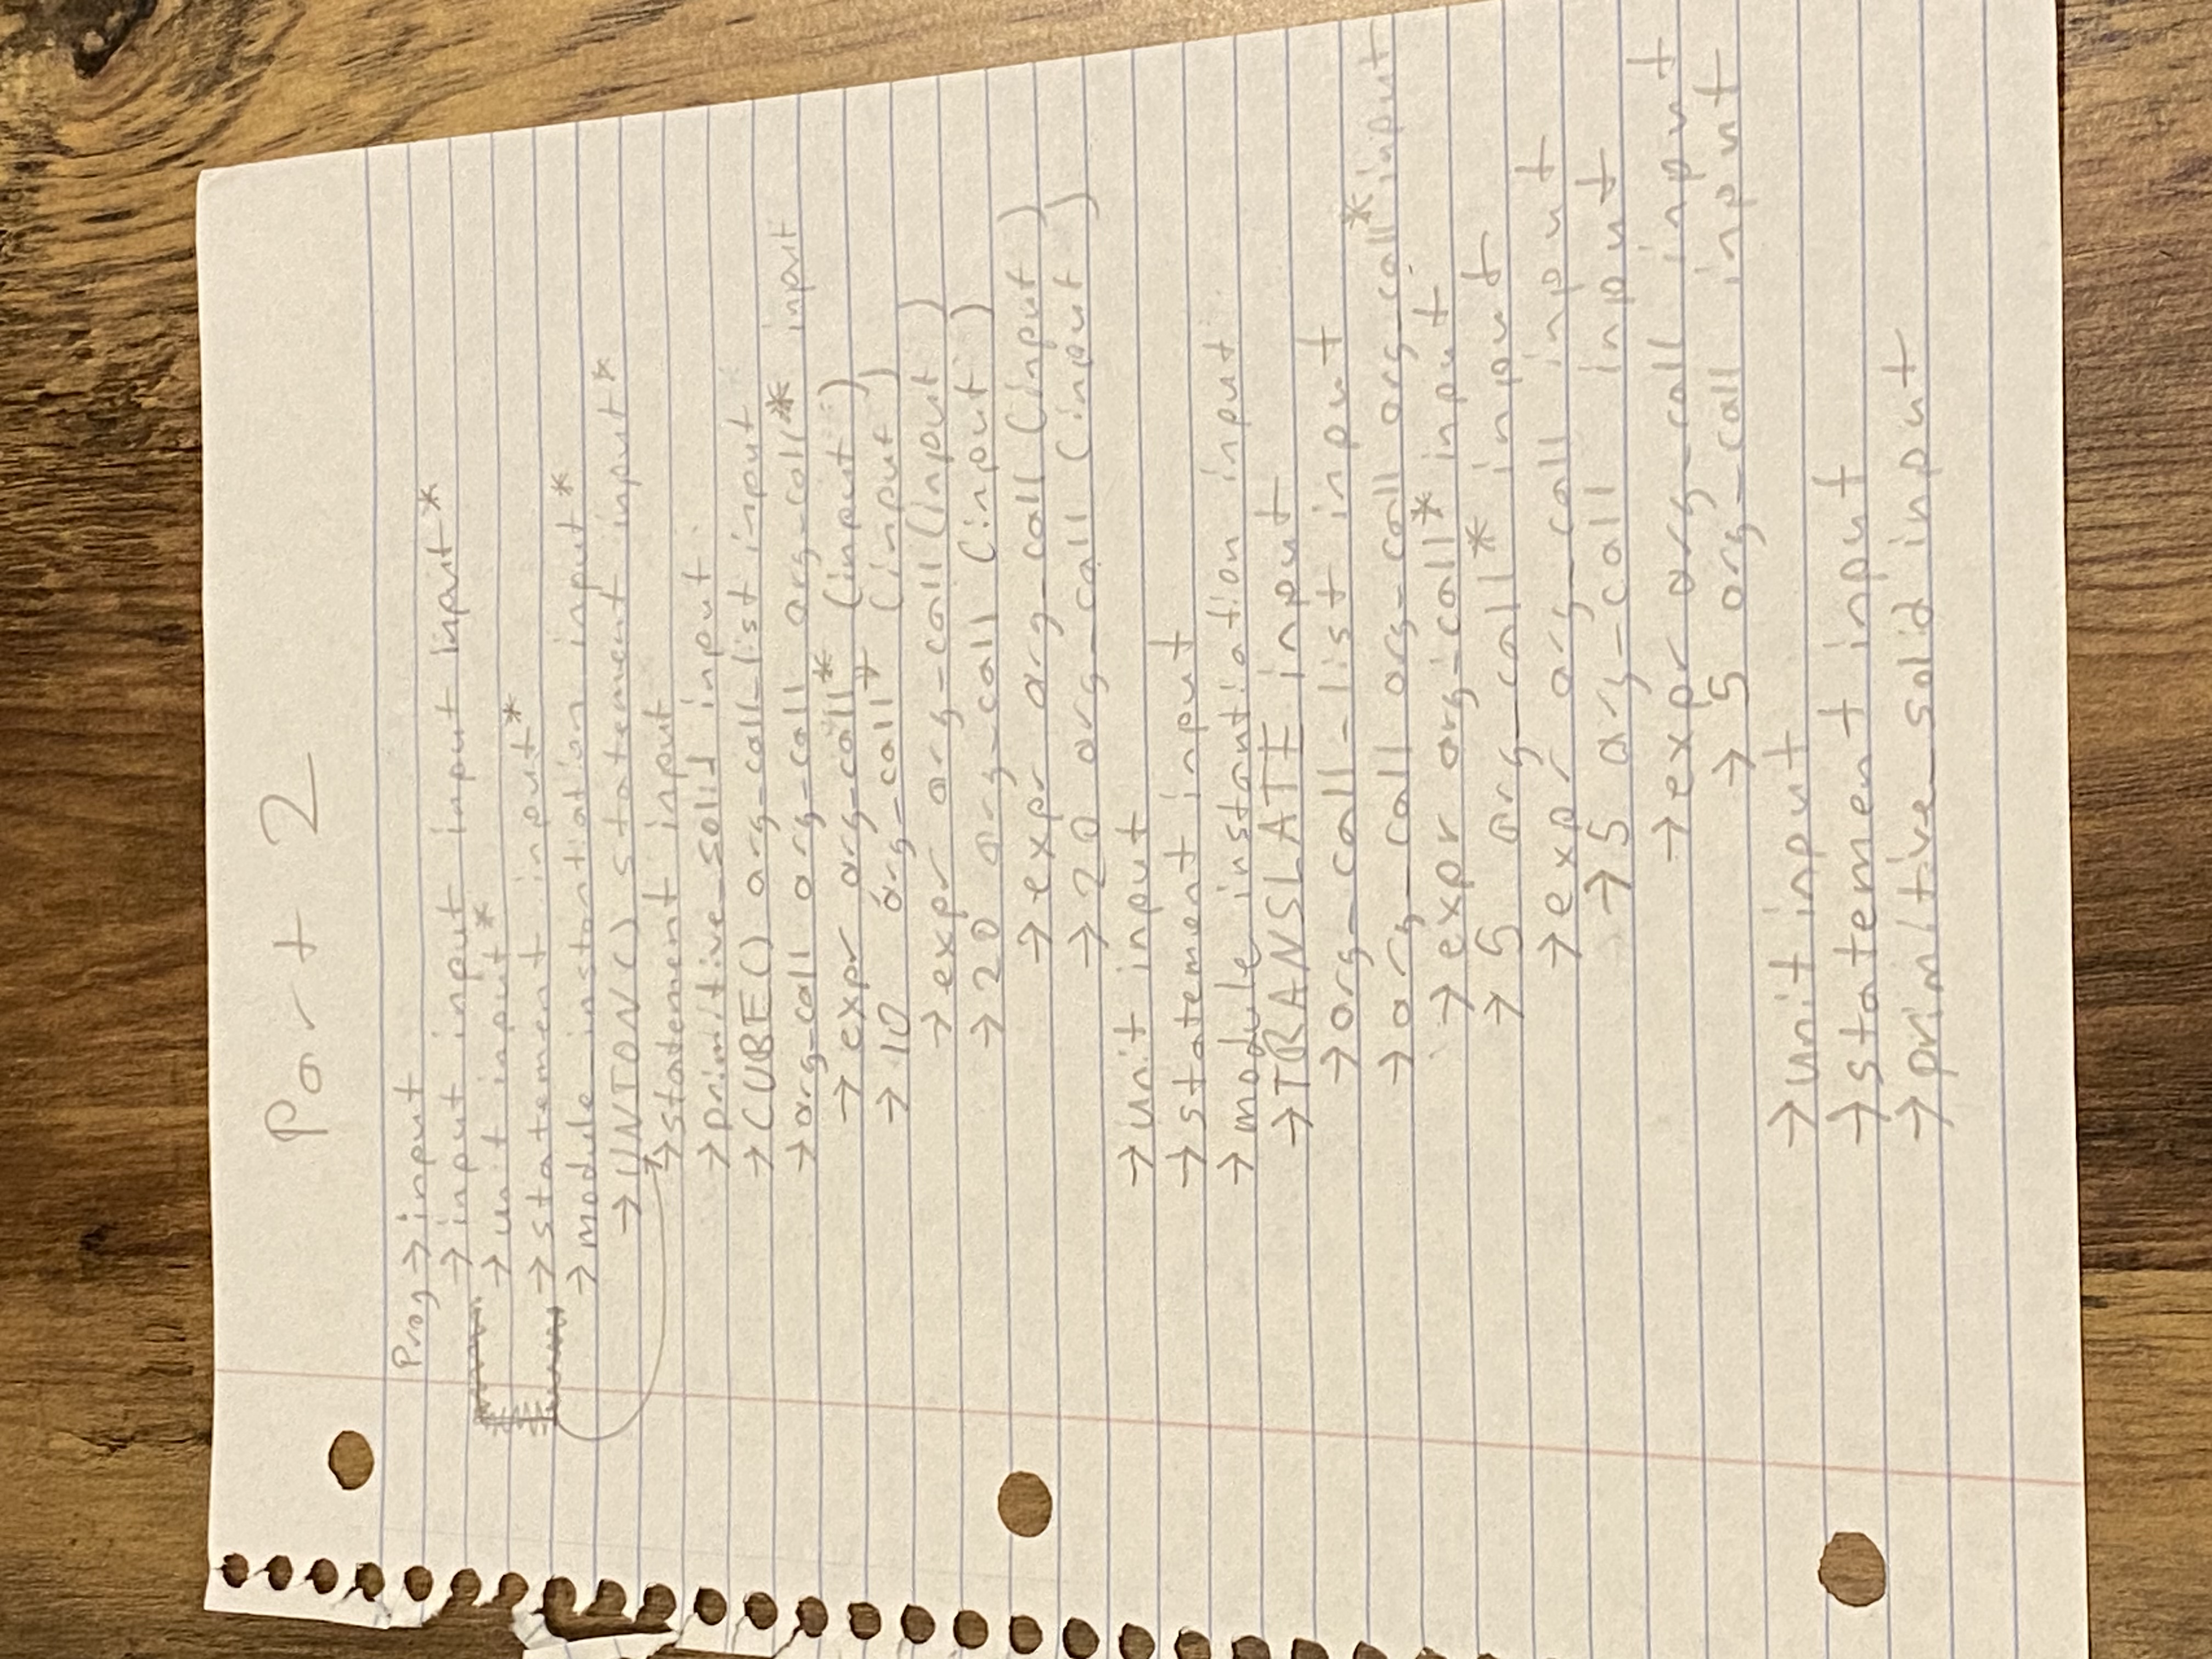 Part 2
Prog → input
→ input input input input*
→ unit input*
→ statement input*
→ module_instantiation input*
→ UNION() statement input*
→ statement input
→ primitive_solid input
→ CUBE() arg_call_list input
→ arg_call arg_call arg_call* input
→ expr arg_call* (input )
→ 10 arg_call* (input )
→ expr arg_call (input )
→ 20 arg_call (input )
→ expr arg_call (input )
→ 20 arg_call (input )
→ unit input
→ statement input
→ module instantiation input
→ TRANSLATE input
→ arg_call_list input
→ arg_call arg_call arg_call* input
→ expr arg_call* input
→ 5 arg_call* input
→ expr arg_call input
→ 5 arg_call input
→ expr arg_call input
→ 5 arg_call input
→ unit input
→ statement input
→ primitive_solid input